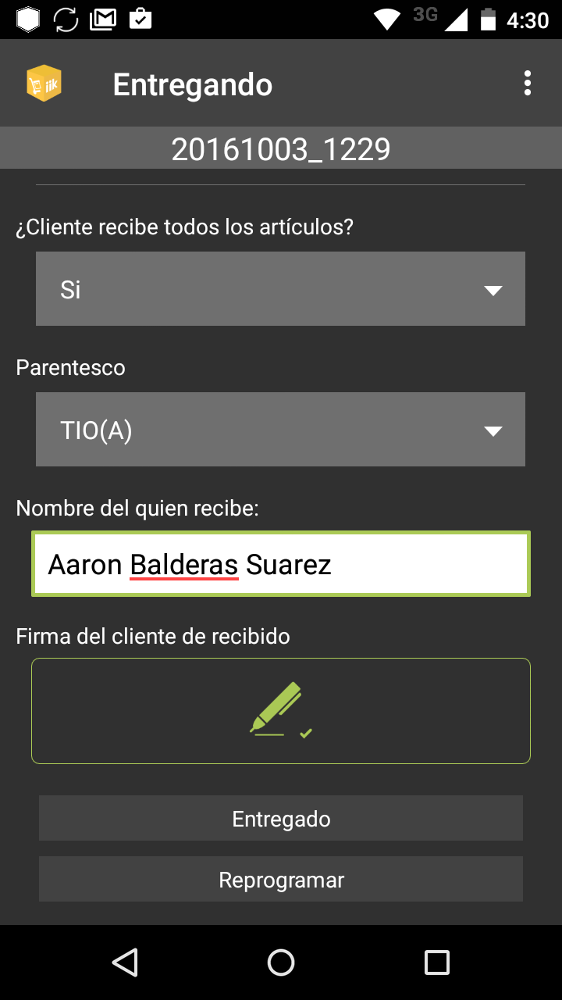 3G 4:30
iik Entregando
20161003_1229
¿Cliente recibe todos los artículos?
Si
Parentesco
TIO(A)
Nombre del quien recibe:
Aaron Balderas Suarez
Firma del cliente de recibido
Entregado
Reprogramar